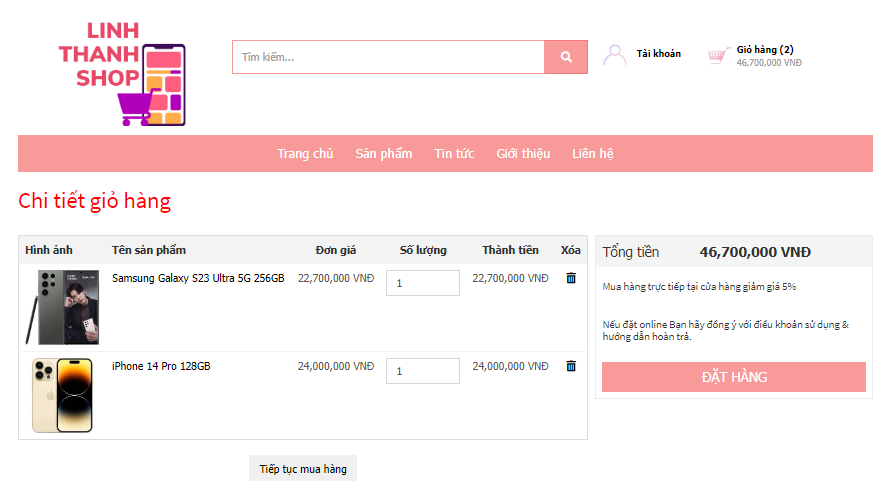 LINH
THANH
SHOP
Tìm kiếm...
Tài khoản
Giỏ hàng (2)
46,700,000 VNĐ
Trang chủ Sản phẩm Tin tức Giới thiệu Liên hệ
Chi tiết giỏ hàng
Hình ảnh Tên sản phẩm Đơn giá Số lượng Thành tiền Xóa
Samsung Galaxy S23 Ultra 5G 256GB 22,700,000 VNĐ 1 22,700,000 VNĐ
iPhone 14 Pro 128GB 24,000,000 VNĐ 1 24,000,000 VNĐ
Tiếp tục mua hàng
Tổng tiền 46,700,000 VNĐ
Mua hàng trực tiếp tại cửa hàng giảm giá 5%
Nếu đặt online Bạn hãy đồng ý với điều khoản sử dụng &
hướng dẫn hoàn trả.
ĐẶT HÀNG